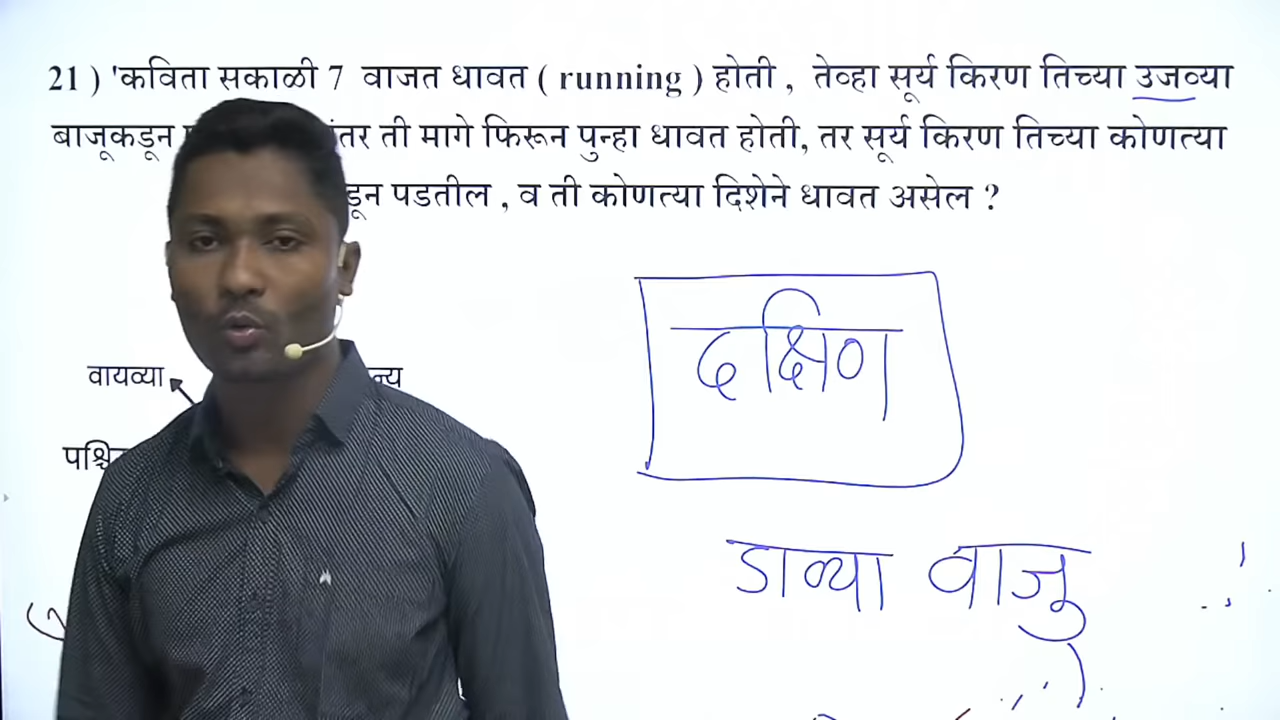 21 ) 'कविता सकाळी 7 वाजत धावत ( running ) होती , तेव्हा सूर्य किरण तिच्या उजव्या
बाजूकडून ती मागे फिरून पुन्हा धावत होती, तर सूर्य किरण तिच्या कोणत्या
पडतील , व ती कोणत्या दिशेने धावत असेल ?
दक्षिण
वायव्या
डाव्या बाजु